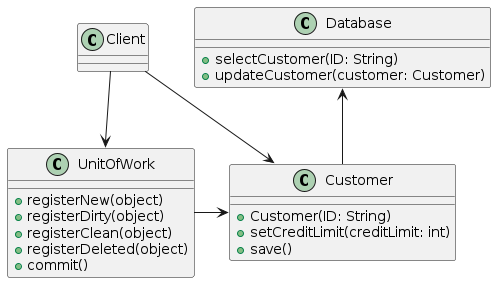 C Database
+ selectCustomer(ID: String)
+ updateCustomer(customer: Customer)
C Client
C UnitOfWork
registerNew(object)
registerDirty(object)
registerClean(object)
registerDeleted(object)
commit()
C Customer
Customer(ID: String)
setCreditLimit(creditLimit: int)
save()